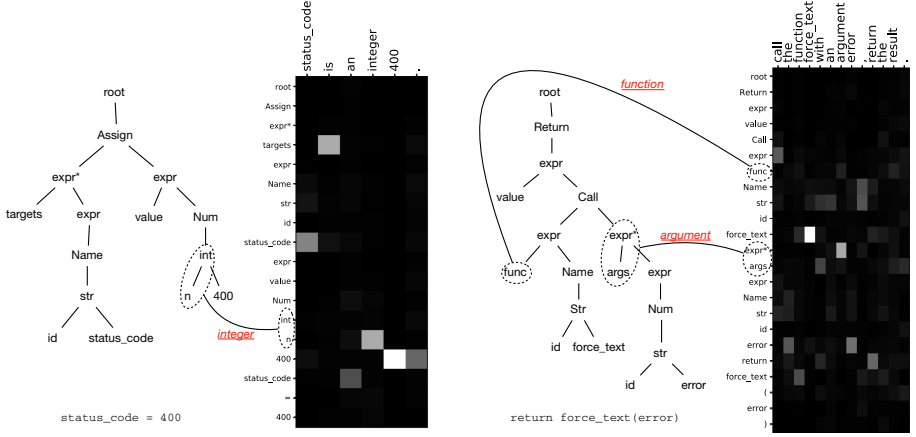 root
Assign
expr* expr
targets expr value Num
Name int
str n 400
id status_code
integer
status_code = 400
status_code is an integer 400 .
root
Assign
expr*
targets
expr
Name
str
id
status_code
expr
value
Num
int
n
400
status_code
=
400
function
root
Return
expr
value Call
expr expr*
func Name args expr
Str Num
id force_text str
id error
argument
return force_text(error)
call the function force_text with an argument error , return the result .
root
Return
expr
value
Call
expr
func
Name
str
id
force_text
expr*
args
expr
Name
str
id
error
return
force_text
(
error
)